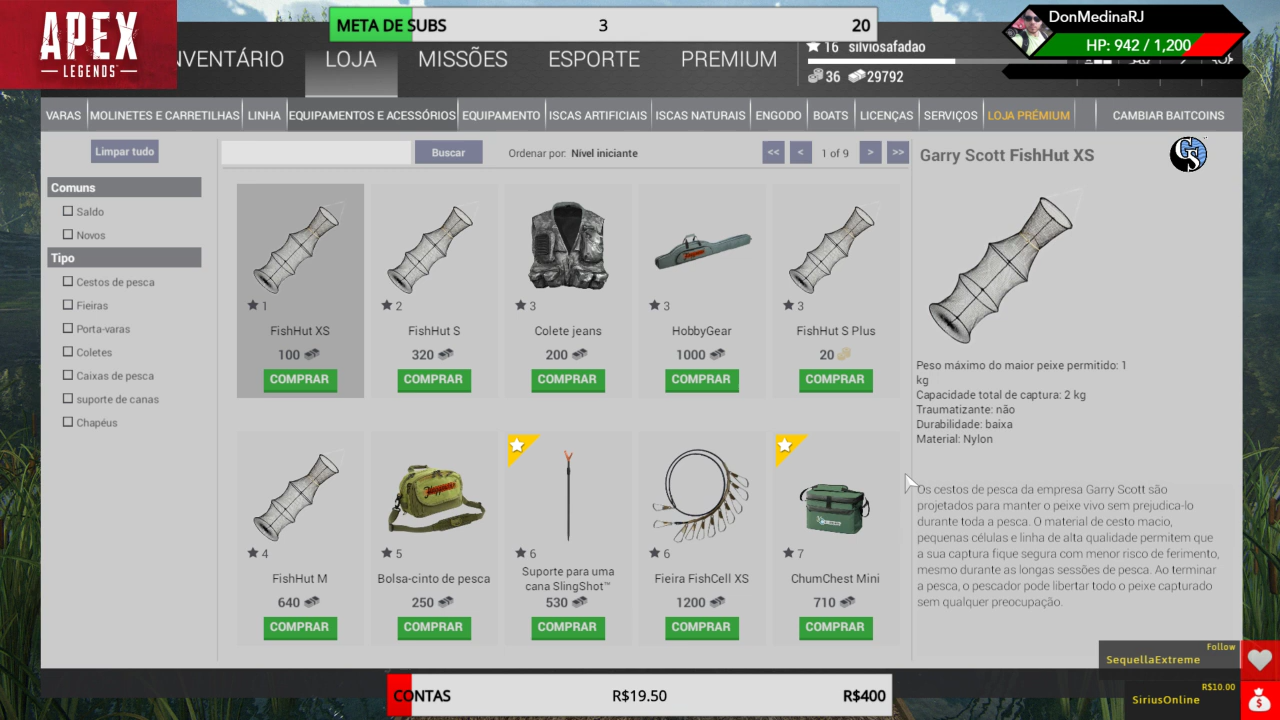 META DE SUBS 3 20
DonMedinaRJ
HP: 942 / 1,200
APEX
LEGENDS
NVENTÁRIO LOJA MISSÕES ESPORTE PREMIUM
16 silviosafadao
36 29792
VARAS MOLINETES E CARRETILHAS LINHA EQUIPAMENTOS E ACESSÓRIOS EQUIPAMENTO ISCAS ARTIFICIAIS ISCAS NATURAIS ENGODO BOATS LICENÇAS SERVIÇOS LOJA PRÉMIUM CAMBIAR BAITCOINS
Limpar tudo
Buscar
Ordenar por: Nível iniciante
<< < 1 of 9 > >>
Comuns
Saldo
Novos
Tipo
Cestos de pesca
Fieiras
Porta-varas
Coletes
Caixas de pesca
suporte de canas
Chapéus
1 2 3 3 3
FishHut XS FishHut S Colete jeans HobbyGear FishHut S Plus
100 320 200 1000 20
COMPRAR COMPRAR COMPRAR COMPRAR COMPRAR
4 5 6 6 7
FishHut M Bolsa-cinto de pesca Suporte para uma Fieira FishCell XS ChumChest Mini
cana SlingShot™
640 250 530 1200 710
COMPRAR COMPRAR COMPRAR COMPRAR COMPRAR
Garry Scott FishHut XS
GS
Peso máximo do maior peixe permitido: 1
kg
Capacidade total de captura: 2 kg
Traumatizante: não
Durabilidade: baixa
Material: Nylon
Os cestos de pesca da empresa Garry Scott são
projetados para manter o peixe vivo sem prejudica-lo
durante toda a pesca. O material de cesto macio,
pequenas células e linha de alta qualidade permitem que
a sua captura fique segura com menor risco de ferimento,
mesmo durante as longas sessões de pesca. Ao terminar
a pesca, o pescador pode libertar todo o peixe capturado
sem qualquer preocupação.
Follow
SequellaExtreme
R$10.00
SiriusOnline
CONTAS R$19.50 R$400